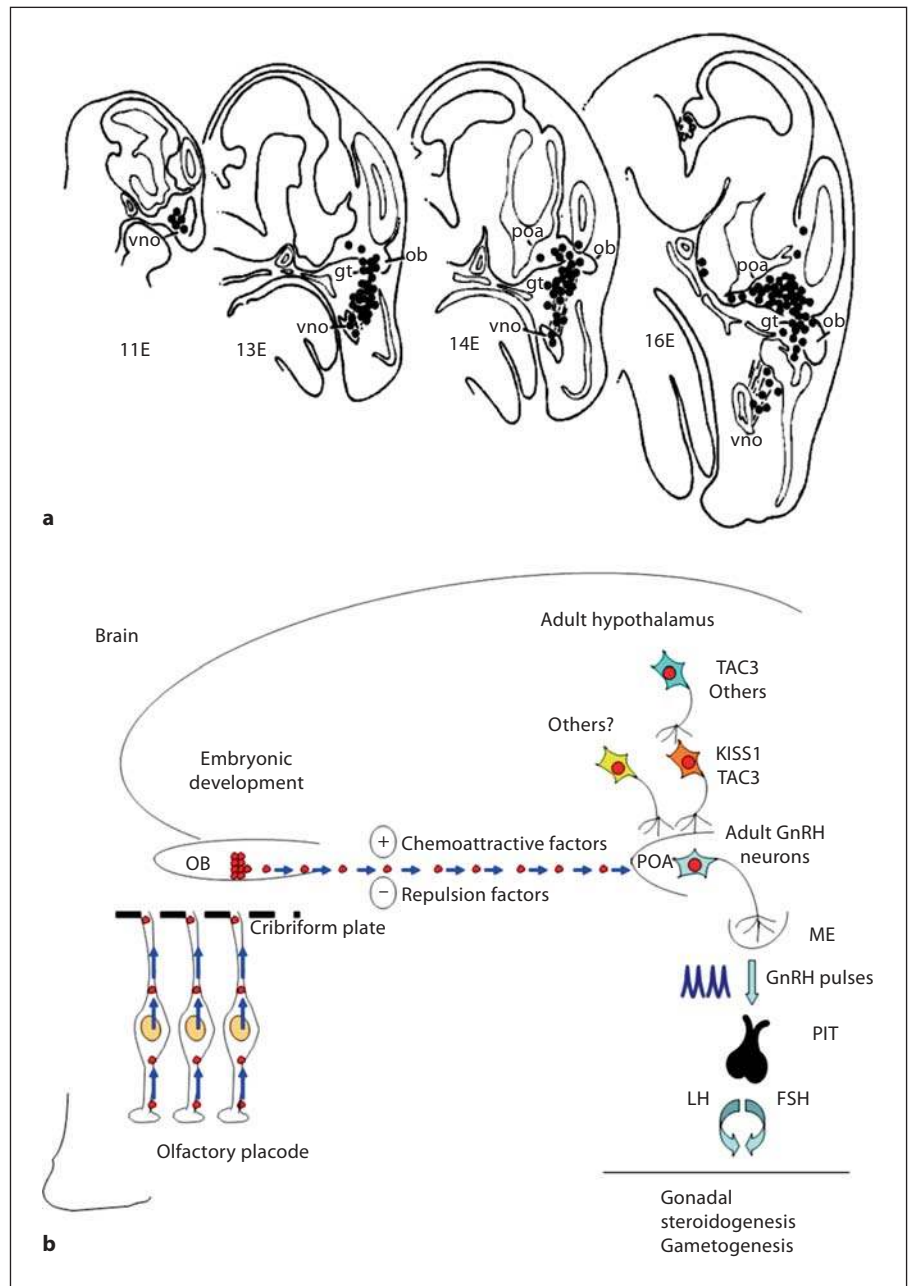 vno
11E
ob
gt
vno
13E
poa
ob
gt
vno
14E
poa
gt
ob
16E
vno
a
Brain
Adult hypothalamus
TAC3
Others
Others?
KISS1
TAC3
Embryonic
development
+
Chemoattractive factors
Adult GnRH
neurons
OB
POA
−
Repulsion factors
Cribriform plate
ME
GnRH pulses
PIT
LH
FSH
Olfactory placode
Gonadal
steroidogenesis
Gametogenesis
b